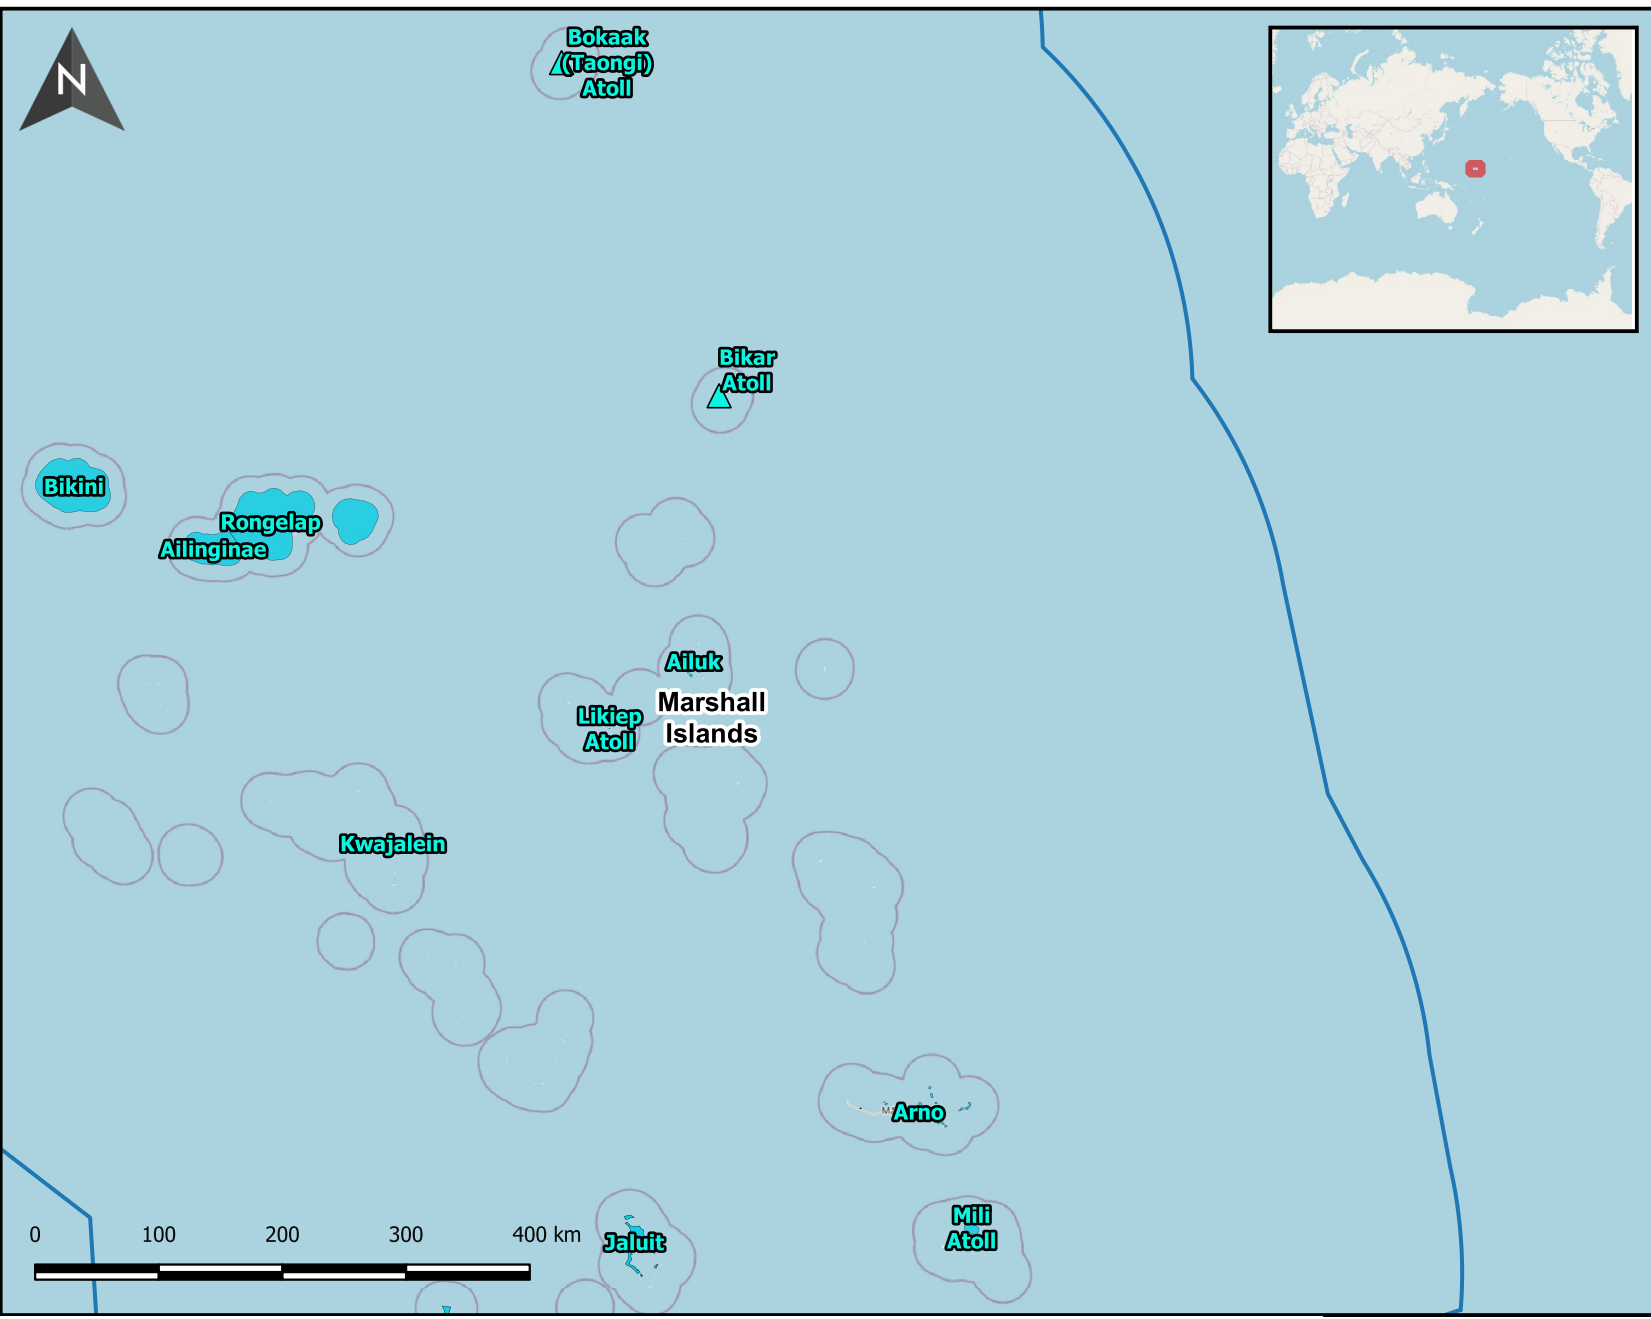 N
Bokaak
(Taongi)
Atoll
Bikar
Atoll
Bikini
Rongelap
Ailinginae
Ailuk
Marshall
Islands
Likiep
Atoll
Kwajalein
Arno
Mili
Atoll
Jaluit
0 100 200 300 400 km